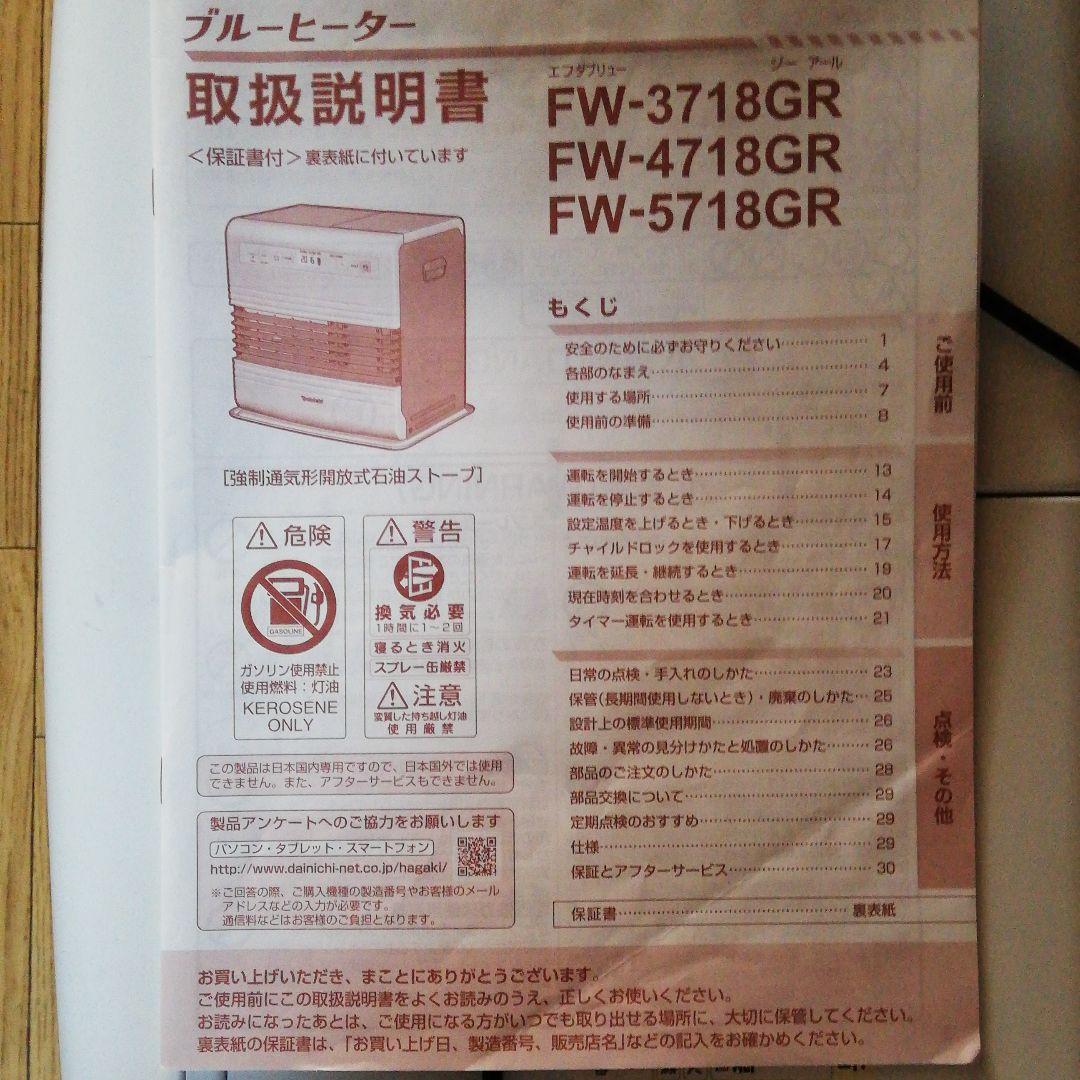 ブルーヒーター
取扱説明書
<保証書付>裏表紙に付いています
エフダブリュー
ジー アール
FW-3718GR
FW-4718GR
FW-5718GR
[強制通気形開放式石油ストーブ]
危険
GASOLINE
ガソリン使用禁止
使用燃料:灯油
KEROSENE
ONLY
警告
換気必要
1時間に1～2回
寝るとき消火
スプレー缶厳禁
注意
変質した持ち越し灯油
使用厳禁
この製品は日本国内専用ですので、日本国外では使用
できません。また、アフターサービスもできません。
製品アンケートへのご協力をお願いします
パソコン・タブレット・スマートフォン
http://www.dainichi-net.co.jp/hagaki/
※ご回答の際、ご購入機種の製造番号やお客様のメール
アドレスなどの入力が必要です。
通信料などはお客様のご負担となります。
もくじ
ご使用前
安全のために必ずお守りください 1
各部のなまえ 4
使用する場所 7
使用前の準備 8
使用方法
運転を開始するとき 13
運転を停止するとき 14
設定温度を上げるとき・下げるとき 15
チャイルドロックを使用するとき 17
運転を延長・継続するとき 19
現在時刻を合わせるとき 20
タイマー運転を使用するとき 21
点検・その他
日常の点検・手入れのしかた 23
保管(長期間使用しないとき)・廃棄のしかた 25
設計上の標準使用期間 26
故障・異常の見分けかたと処置のしかた 26
部品のご注文のしかた 28
部品交換について 29
定期点検のおすすめ 29
仕様 29
保証とアフターサービス 30
保証書 裏表紙
お買い上げいただき、まことにありがとうございます。
ご使用前にこの取扱説明書をよくお読みのうえ、正しくお使いください。
お読みになったあとは、ご使用になる方がいつでも取り出せる場所に、大切に保管してください。
裏表紙の保証書は、「お買い上げ日、製造番号、販売店名」などの記入をお確かめください。